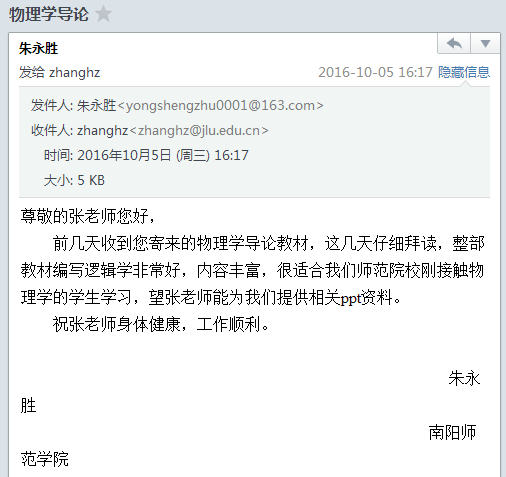 物理学导论
朱永胜
发给 zhanghz 2016-10-05 16:17 隐藏信息
发件人: 朱永胜<yongshengzhu0001@163.com>
收件人: zhanghz<zhanghz@jlu.edu.cn>
时间: 2016年10月5日 (周三) 16:17
大小: 5 KB
尊敬的张老师您好，
前几天收到您寄来的物理学导论教材，这几天仔细拜读，整部
教材编写逻辑学非常好，内容丰富，很适合我们师范院校刚接触物
理学的学生学习，望张老师能为我们提供相关ppt资料。
祝张老师身体健康，工作顺利。
朱永
胜
南阳师
范学院